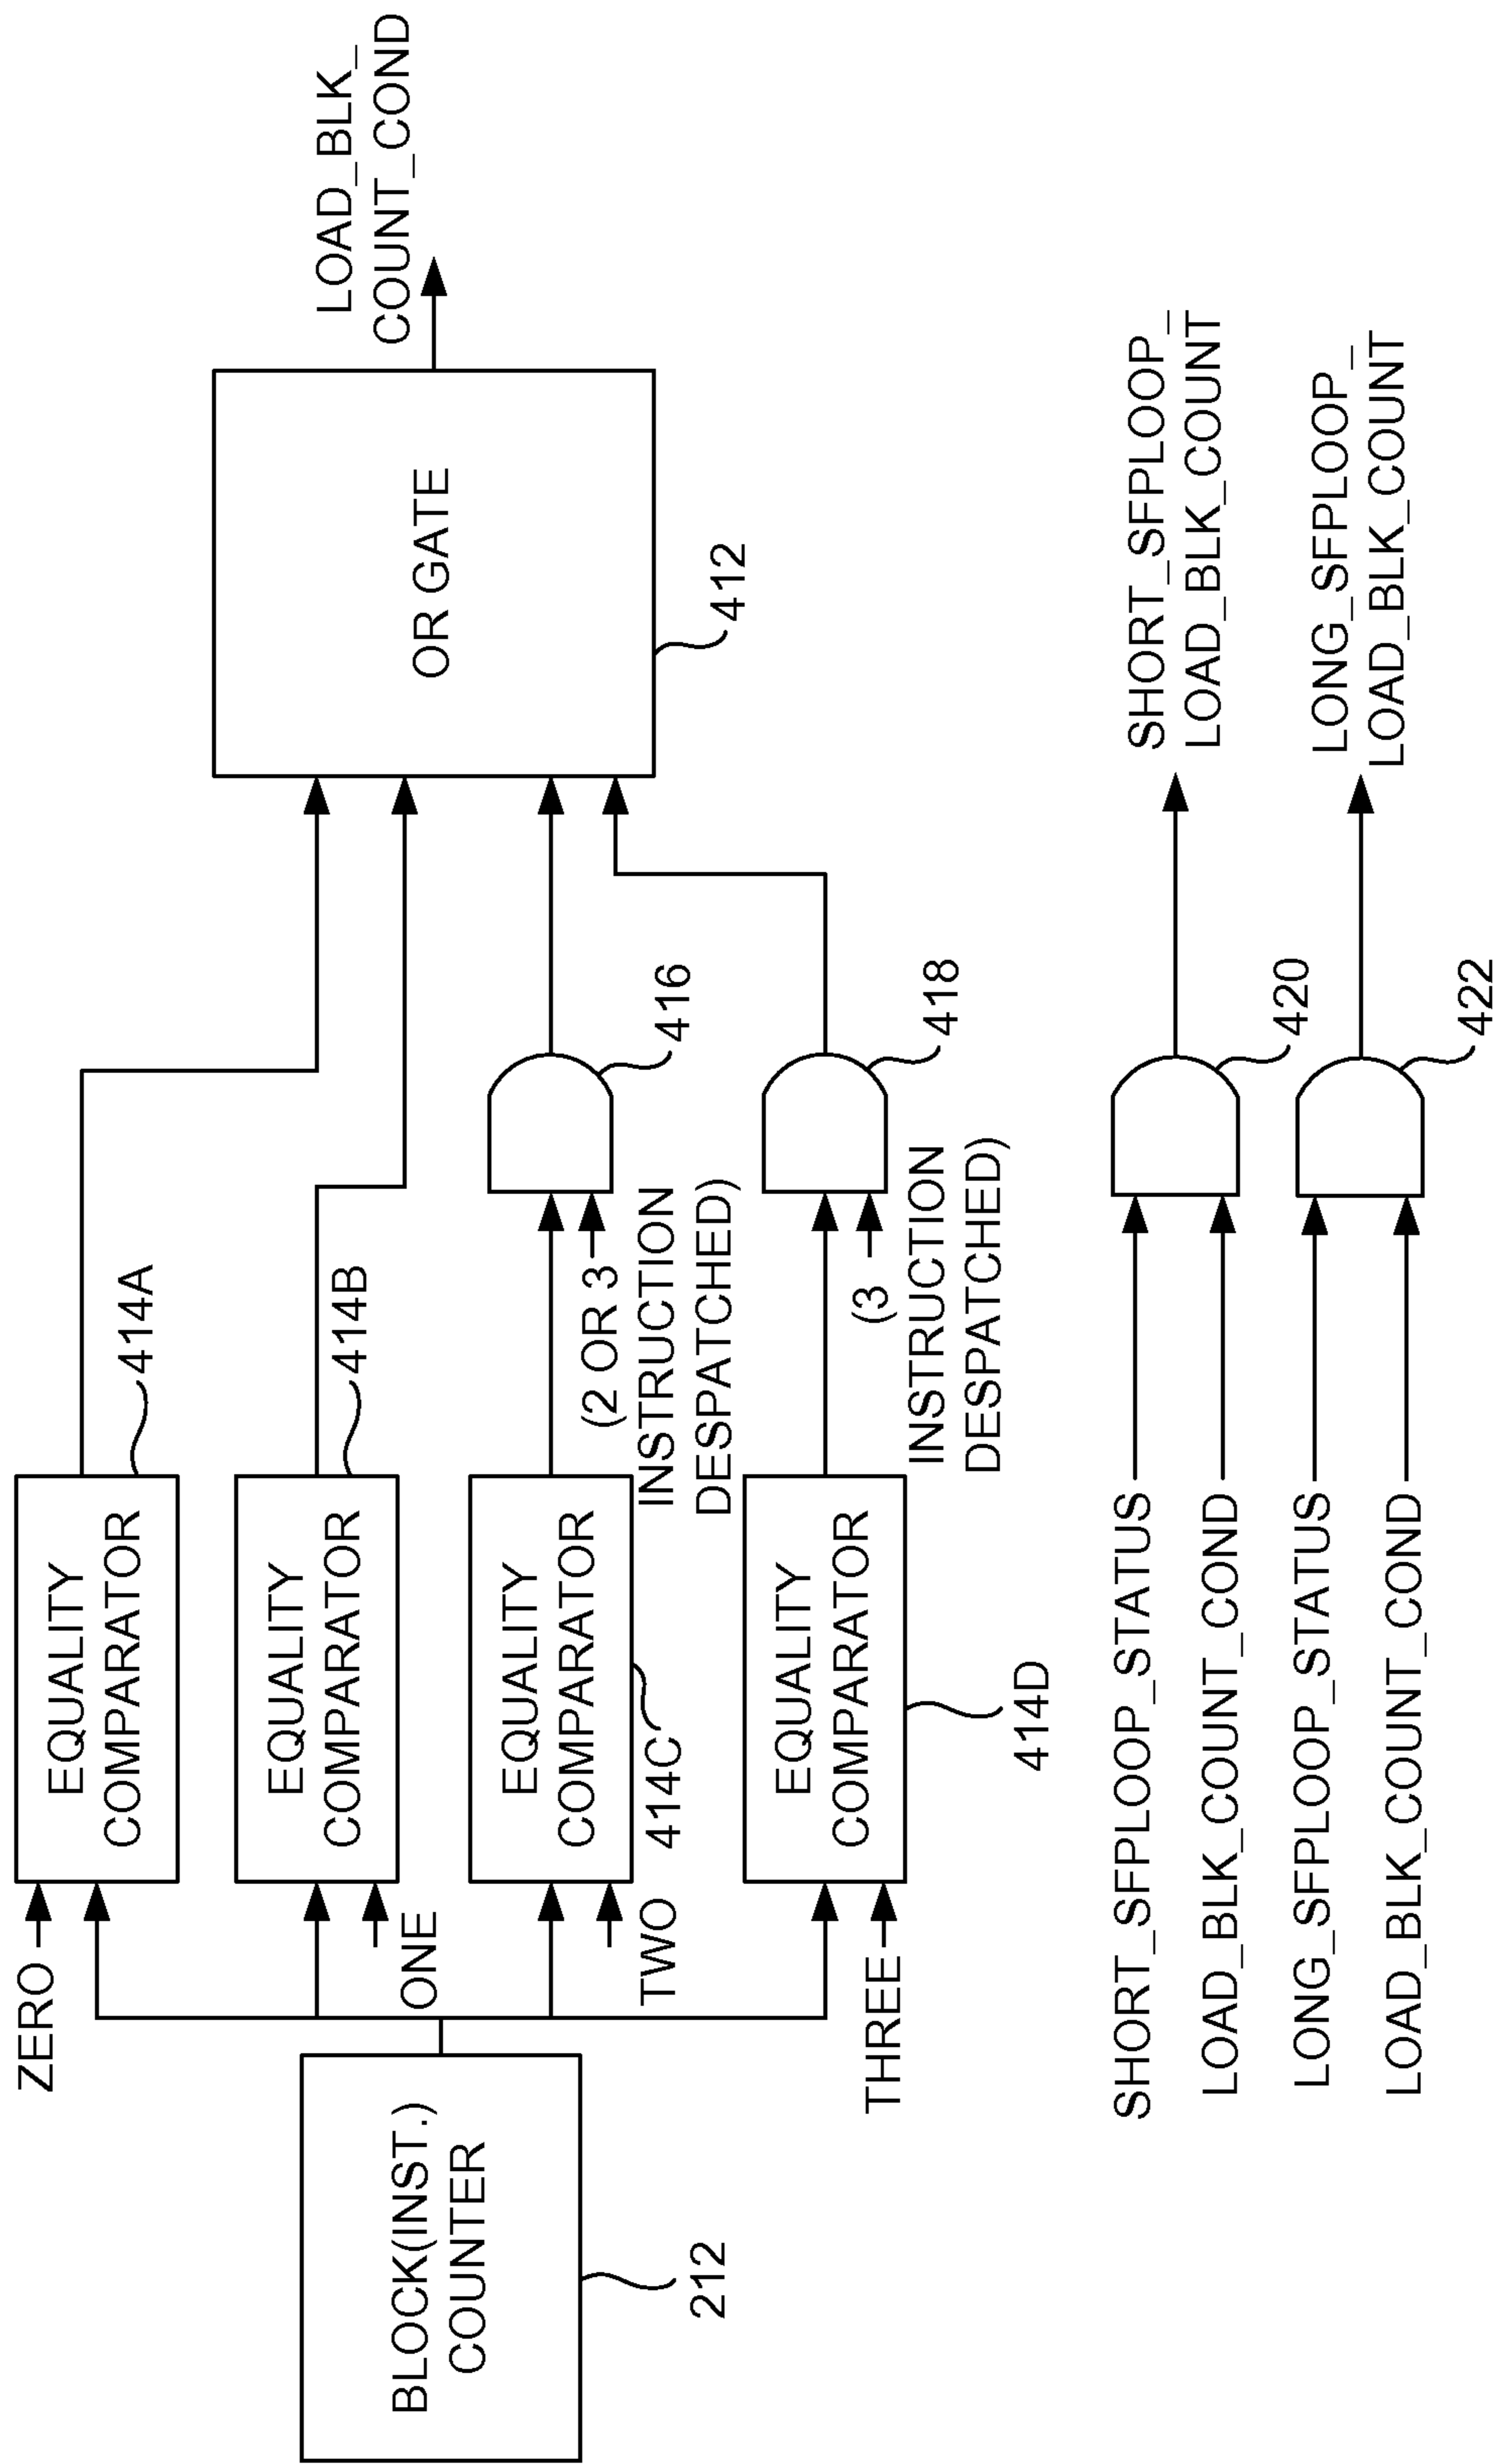 ZERO
EQUALITY
COMPARATOR
414A
ONE
EQUALITY
COMPARATOR
414B
BLOCK(INST.)
COUNTER
212
TWO
EQUALITY
COMPARATOR
414C
(2 OR 3
INSTRUCTION
DESPATCHED)
416
THREE
EQUALITY
COMPARATOR
414D
(3
INSTRUCTION
DESPATCHED)
418
OR GATE
412
LOAD_BLK_
COUNT_COND
SHORT_SFPLOOP_STATUS
LOAD_BLK_COUNT_COND
420
SHORT_SFPLOOP_
LOAD_BLK_COUNT
LONG_SFPLOOP_STATUS
LOAD_BLK_COUNT_COND
422
LONG_SFPLOOP_
LOAD_BLK_COUNT